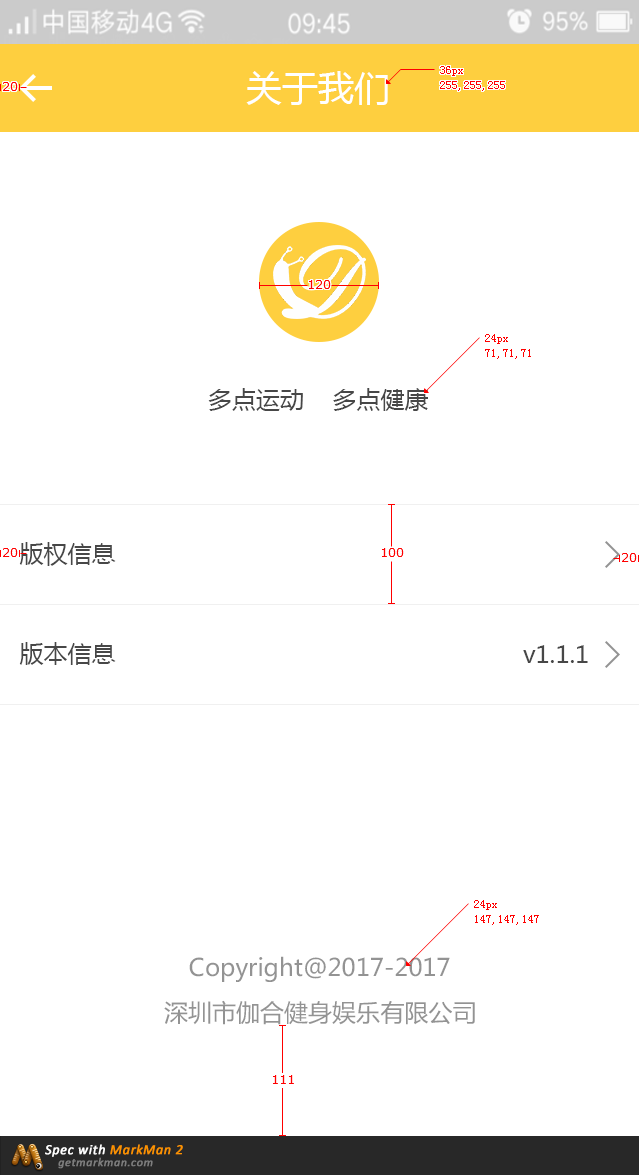 中国移动4G 09:45 95%
20
关于我们
36px
255, 255, 255
120
24px
71, 71, 71
多点运动 多点健康
20
版权信息
100
20
版本信息 v1.1.1
24px
147, 147, 147
Copyright@2017-2017
深圳市伽合健身娱乐有限公司
111
Spec with MarkMan 2
getmarkman.com